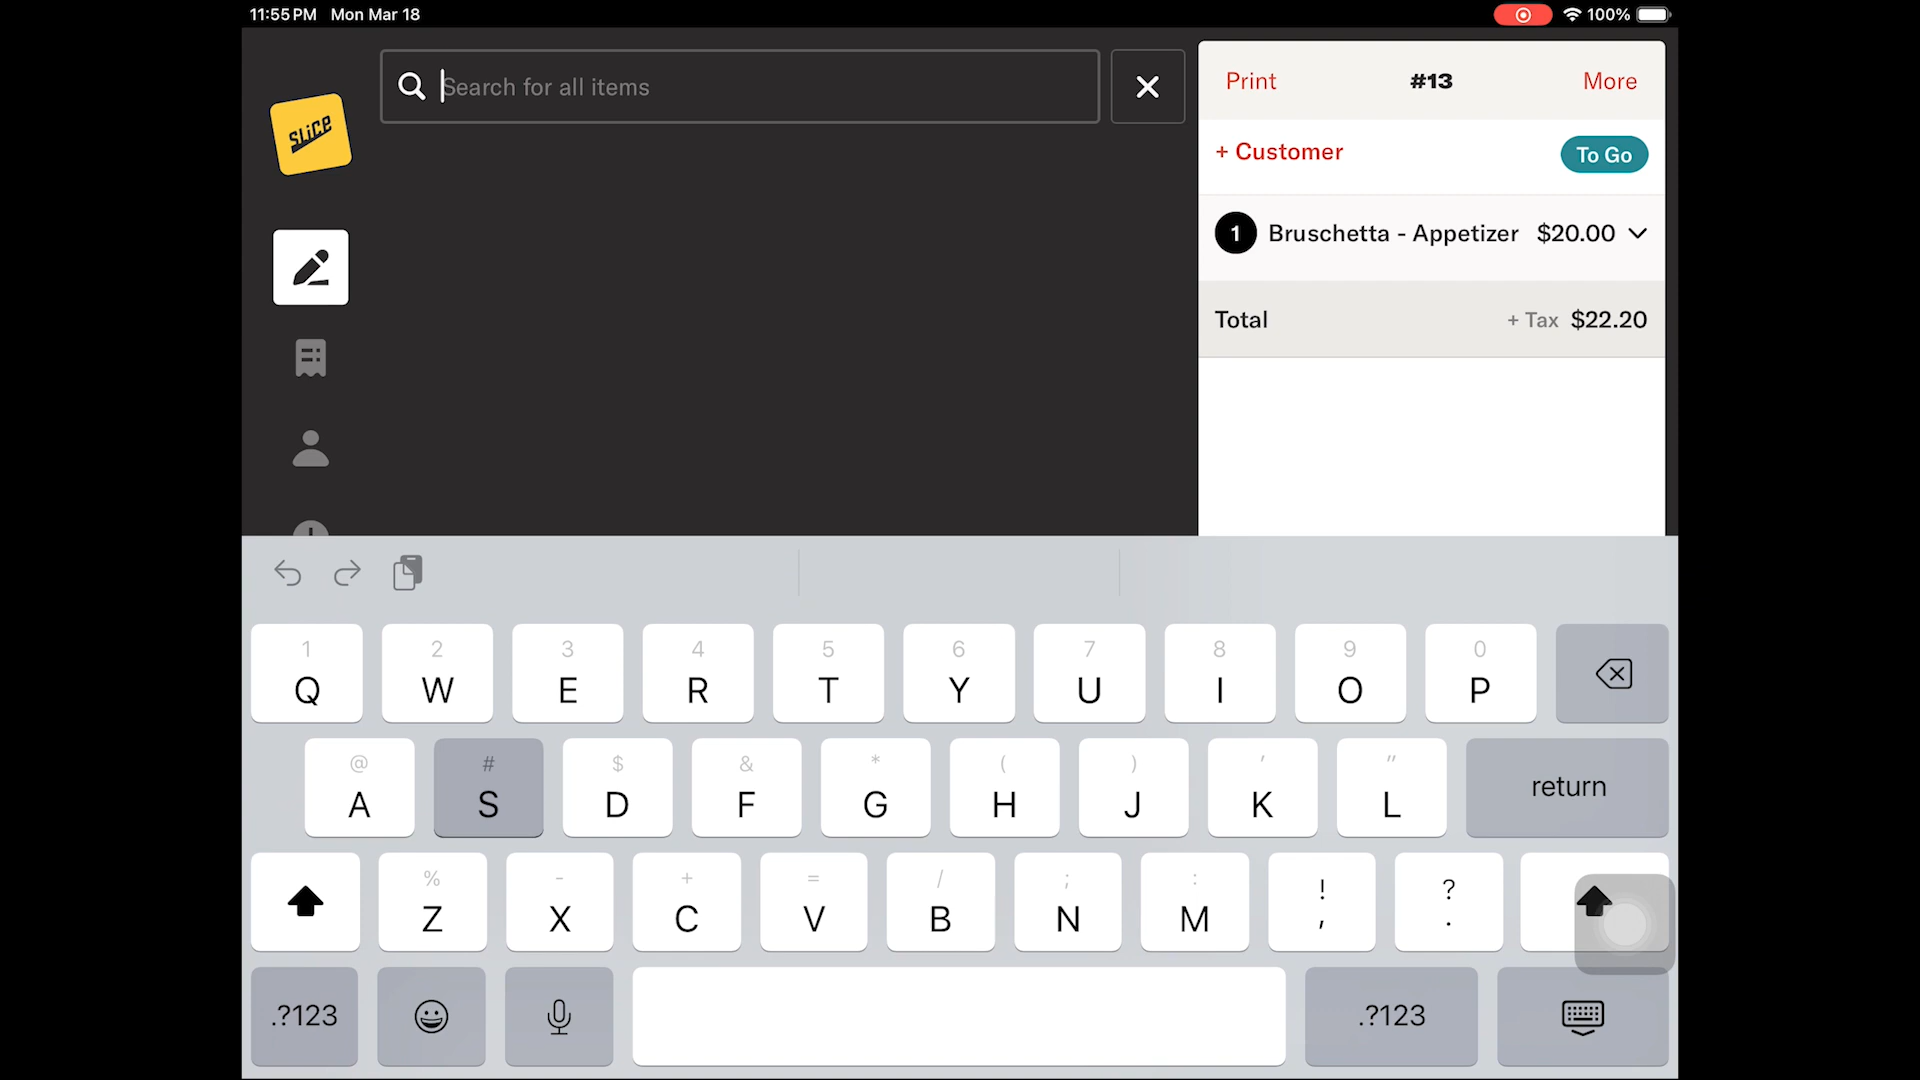 11:55 PM Mon Mar 18
100%
SLiCE
Search for all items
Print #13 More
+ Customer
To Go
1 Bruschetta - Appetizer $20.00
Total + Tax $22.20
1 2 3 4 5 6 7 8 9 0
Q W E R T Y U I O P
@ # $ & * ( ) ' "
A S D F G H J K L return
% - + = / ; : ! ?
Z X C V B N M , .
.?123 .?123